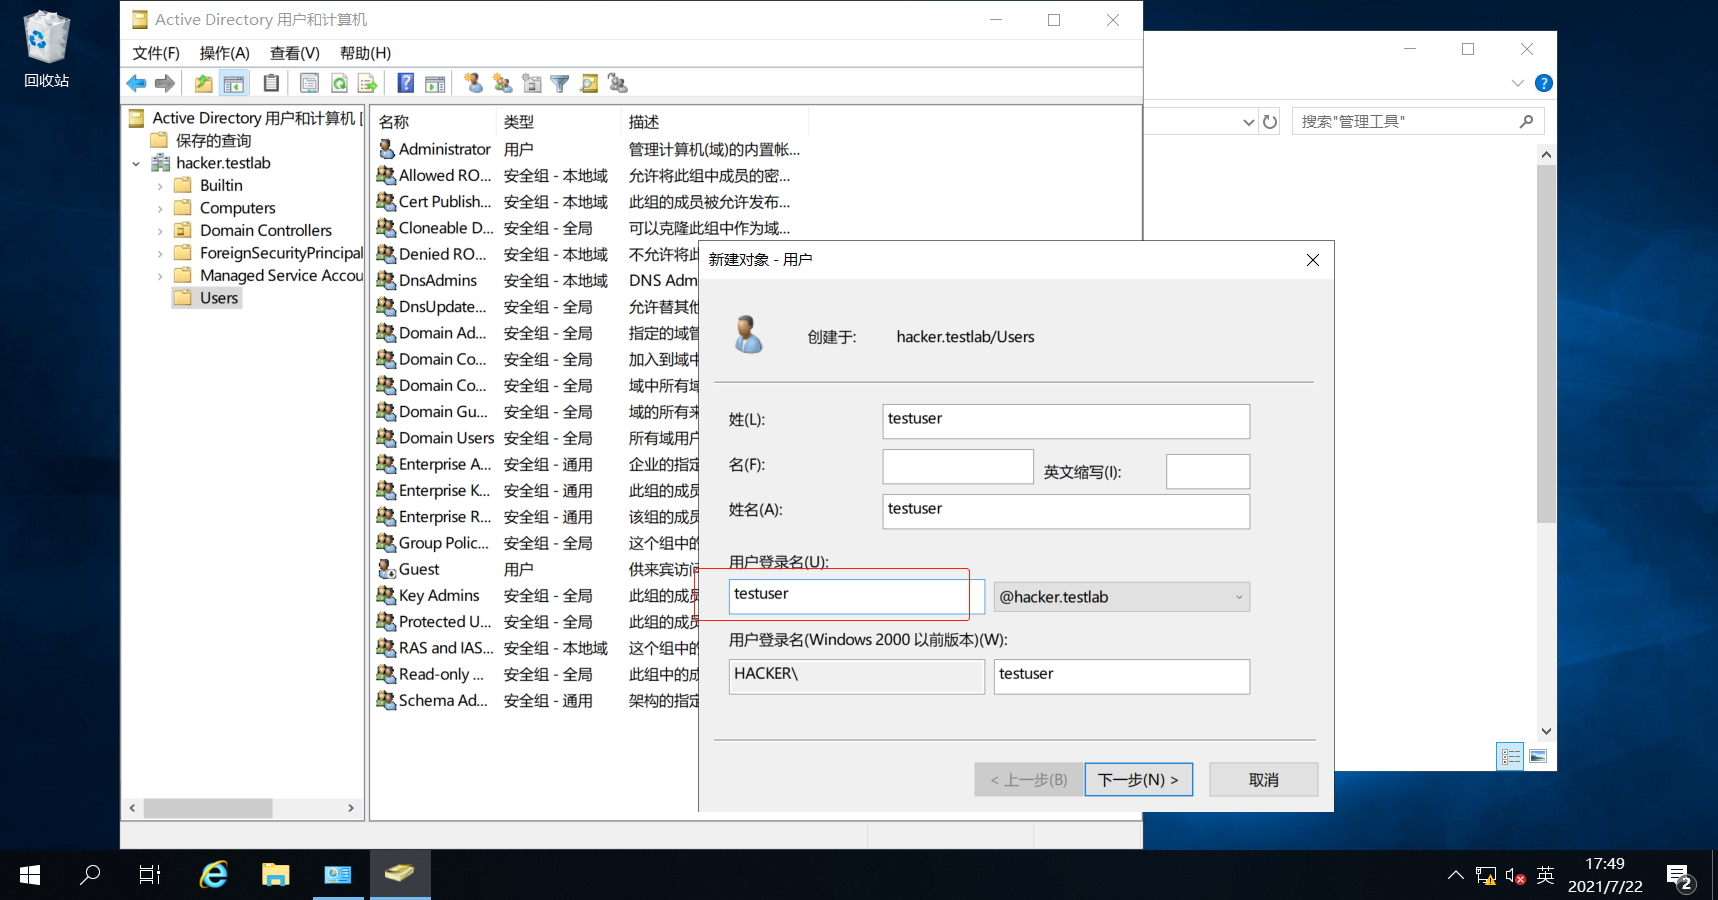 回收站
Active Directory 用户和计算机
文件(F) 操作(A) 查看(V) 帮助(H)
Active Directory 用户和计算机 [
保存的查询
hacker.testlab
Builtin
Computers
Domain Controllers
ForeignSecurityPrincipal
Managed Service Accou
Users
名称 类型 描述
Administrator 用户 管理计算机(域)的内置帐...
Allowed RO... 安全组 - 本地域 允许将此组中成员的密...
Cert Publish... 安全组 - 本地域 此组的成员被允许发布...
Cloneable D... 安全组 - 全局 可以克隆此组中作为域...
Denied RO... 安全组 - 本地域 不允许将此
DnsAdmins 安全组 - 本地域 DNS Adm
DnsUpdate... 安全组 - 全局 允许替其他
Domain Ad... 安全组 - 全局 指定的域管
Domain Co... 安全组 - 全局 加入到域中
Domain Co... 安全组 - 全局 域中所有域
Domain Gu... 安全组 - 全局 域的所有来
Domain Users 安全组 - 全局 所有域用户
Enterprise A... 安全组 - 通用 企业的指定
Enterprise K... 安全组 - 通用 此组的成员
Enterprise R... 安全组 - 通用 该组的成员
Group Polic... 安全组 - 全局 这个组中的
Guest 用户 供来宾访问
Key Admins 安全组 - 全局 此组的成员
Protected U... 安全组 - 全局 此组的成员
RAS and IAS... 安全组 - 本地域 这个组中的
Read-only ... 安全组 - 全局 此组中的成
Schema Ad... 安全组 - 通用 架构的指定
搜索"管理工具"
新建对象 - 用户
创建于: hacker.testlab/Users
姓(L): testuser
名(F): 英文缩写(I):
姓名(A): testuser
用户登录名(U):
testuser @hacker.testlab
用户登录名(Windows 2000 以前版本)(W):
HACKER\ testuser
< 上一步(B) 下一步(N) > 取消
英
17:49
2021/7/22
2